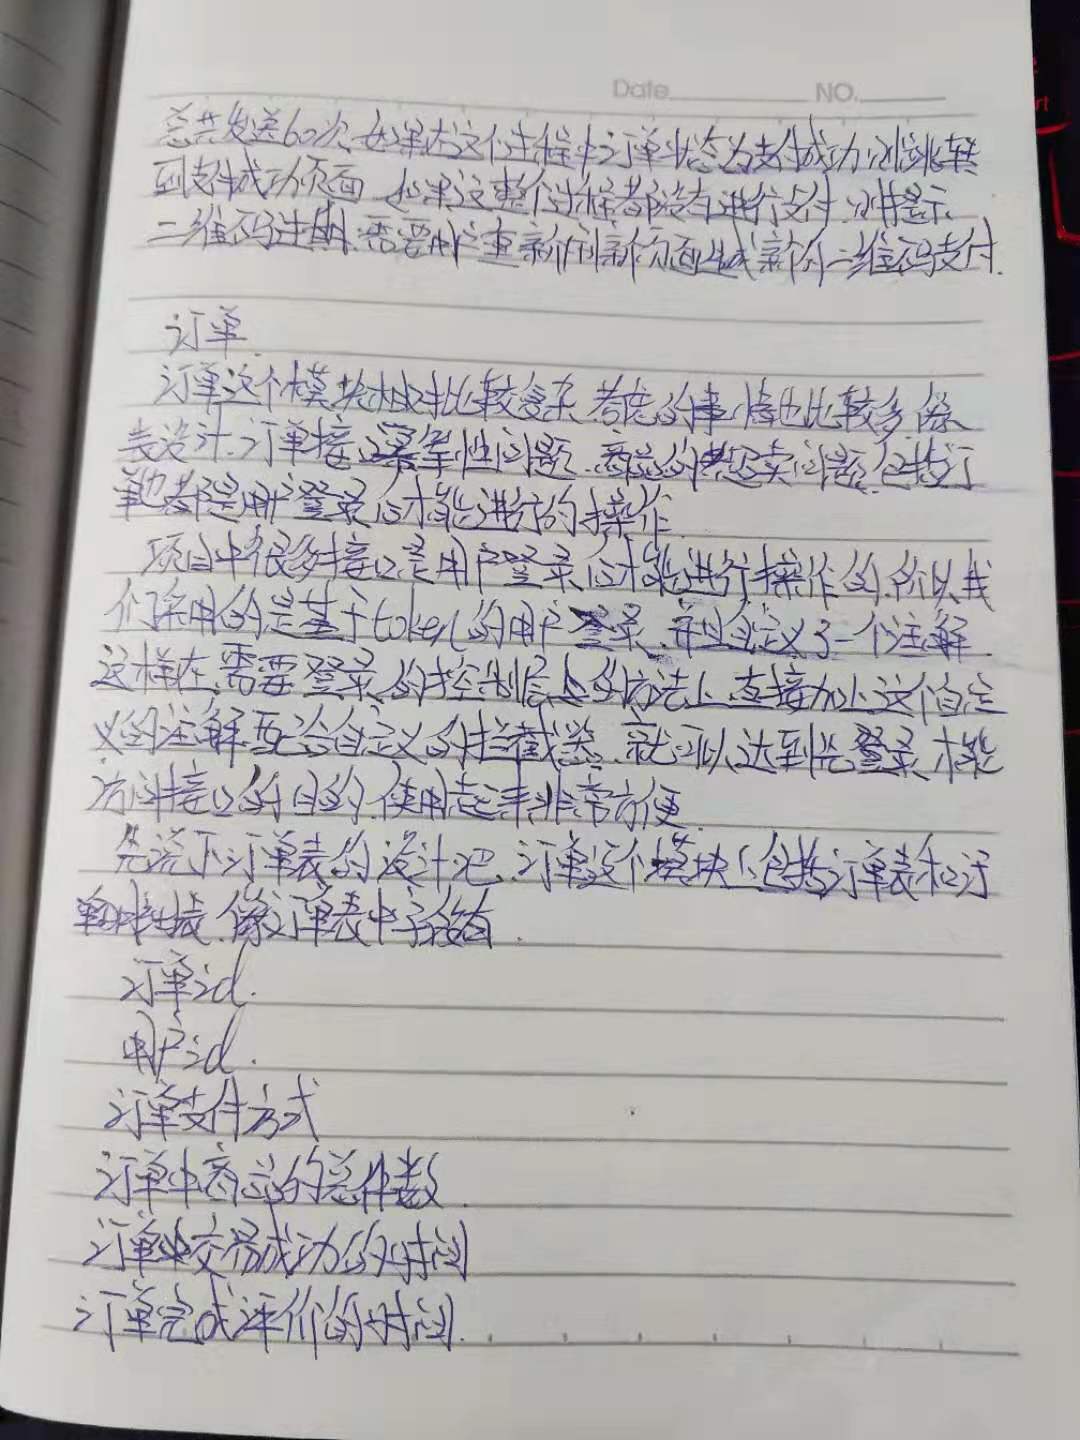 Date NO.
总共发送60次,如果在这个过程中订单状态为支付成功,则跳转
到支付成功页面,如果这整个过程都没有进行支付,则提示
二维码过期,需要用户重新刷新页面生成新的二维码支付.
订单.
订单这个模块相对比较复杂,考虑的事情也比较多,像
表设计,订单接口幂等性问题,商品的超卖问题,包括订
单也都是用户登录后才能进行的操作.
项目中很多接口是用户登录后才能进行操作的,所以我
们采用的是基于token的用户登录,并且自定义了一个注解.
这样在需要登录的控制层上的方法上直接加上这个自定
义的注解,配合自定义的拦截器,就可以达到先登录,才能
访问接口的目的,使用起来非常方便.
先说下订单表的设计吧,订单这个模块,包括订单表和订
单表,像订单表中字段有.
订单id.
用户id.
订单支付方式
订单中商品的总件数.
订单中交易成功的时间
订单完成评价的时间.